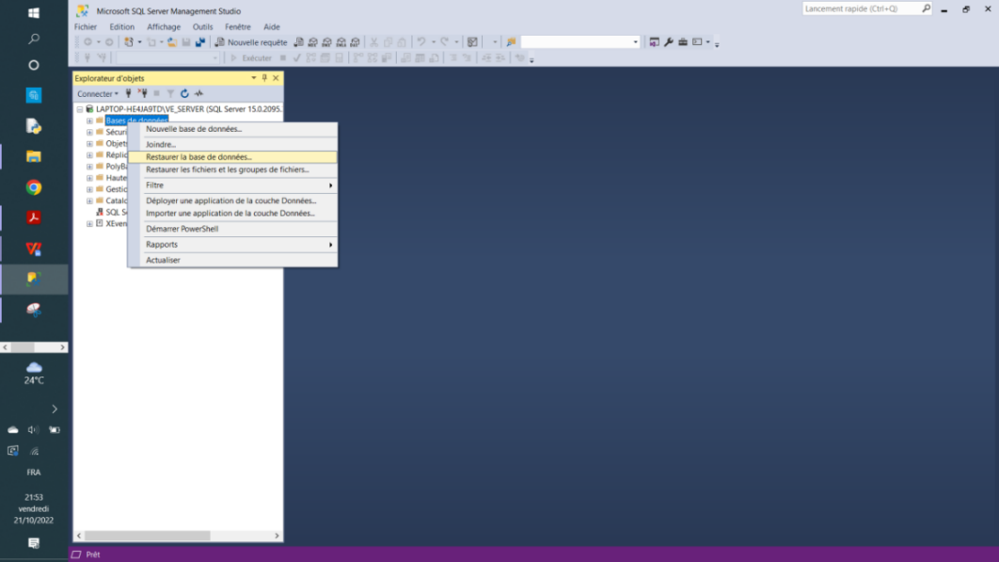 Microsoft SQL Server Management Studio
Lancement rapide (Ctrl+Q)
Fichier Edition Affichage Outils Fenêtre Aide
Nouvelle requête
Exécuter
Explorateur d'objets
Connecter
LAPTOP-HE4JA9TD\VE_SERVER (SQL Server 15.0.2095.
Bases de données
Nouvelle base de données...
Joindre...
Restaurer la base de données...
Restaurer les fichiers et les groupes de fichiers...
Filtre
Déployer une application de la couche Données...
Importer une application de la couche Données...
Démarrer PowerShell
Rapports
Actualiser
Sécuri
Objet
Réplic
PolyBa
Haute
Gestio
Catalo
SQL Se
XEven
24°C
FRA
21:53
vendredi
21/10/2022
Prêt